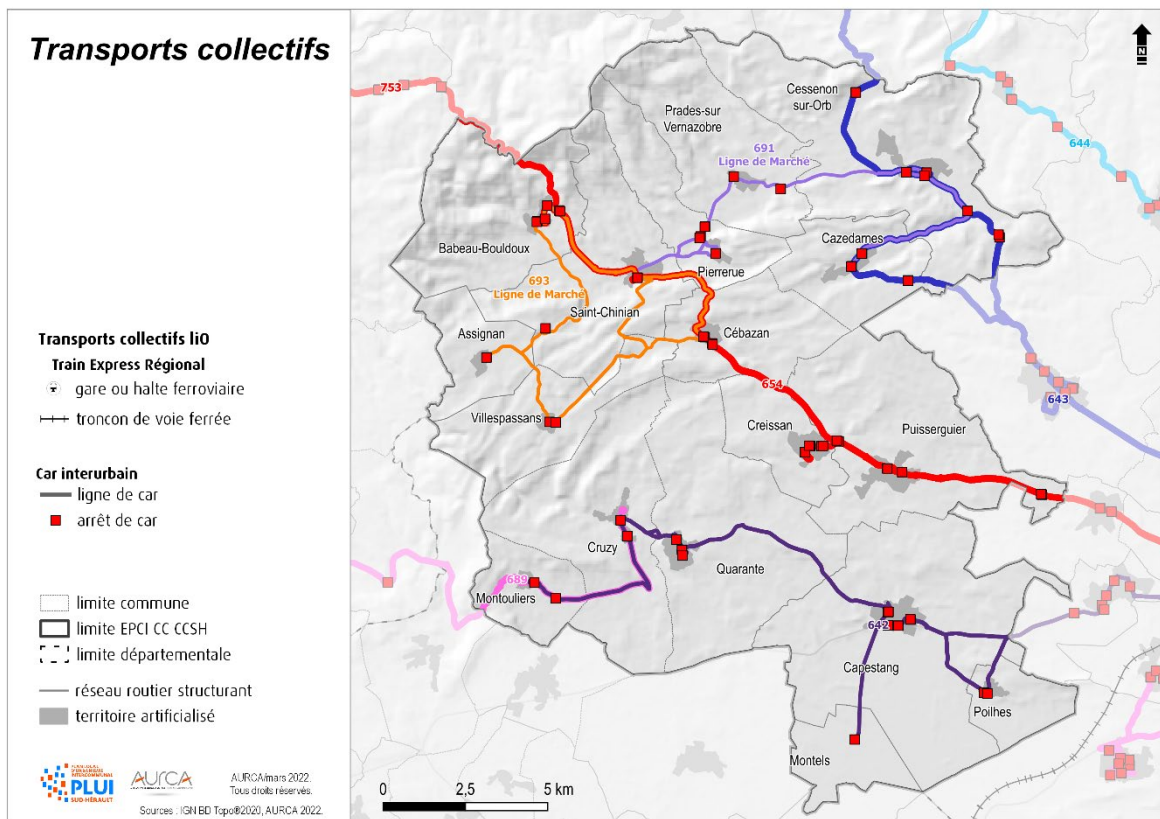 Transports collectifs
Transports collectifs liO
Train Express Régional
gare ou halte ferroviaire
troncon de voie ferrée
Car interurbain
ligne de car
arrêt de car
limite commune
limite EPCI CC CCSH
limite départementale
réseau routier structurant
territoire artificialisé
PLUI
SUD-HÉRAULT
AURCA
AURCA/mars 2022.
Tous droits réservés.
Sources : IGN BD Topo®2020, AURCA 2022.
N
753
Cessenon
sur-Orb
Prades-sur
Vernazobre
644
691
Ligne de Marché
Babeau-Bouldoux
Cazedarnes
Pierrerue
693
Ligne de Marché
Saint-Chinian
Assignan
Cébazan
654
643
Villespassans
Creissan
Puisserguier
Cruzy
Quarante
689
Montouliers
642
Capestang
Poilhes
Montels
0 2,5 5 km